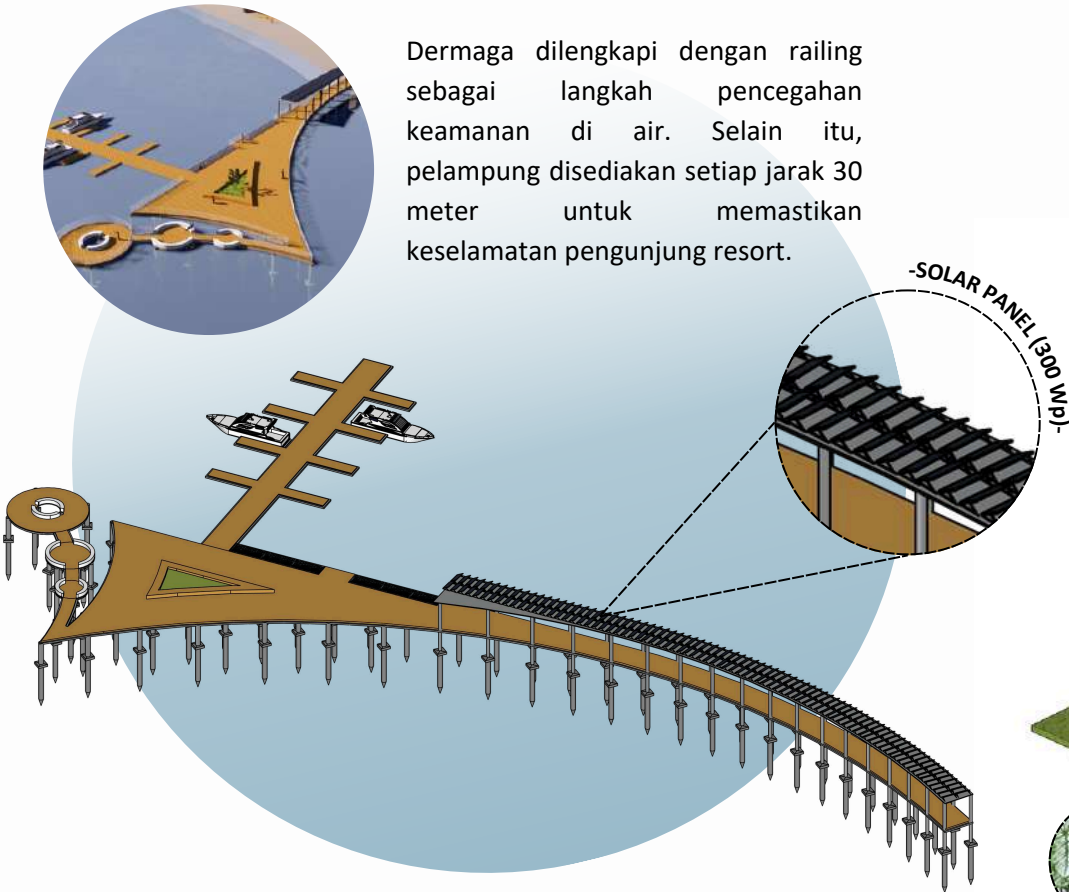 Dermaga dilengkapi dengan railing
sebagai langkah pencegahan
keamanan di air. Selain itu,
pelampung disediakan setiap jarak 30
meter untuk memastikan
keselamatan pengunjung resort.
-SOLAR PANEL (300 Wp)-